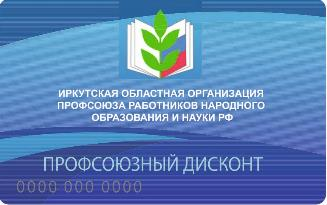 ИРКУТСКАЯ ОБЛАСТНАЯ ОРГАНИЗАЦИЯ
ПРОФСОЮЗА РАБОТНИКОВ НАРОДНОГО
ОБРАЗОВАНИЯ И НАУКИ РФ
ПРОФСОЮЗНЫЙ ДИСКОНТ
0000 000 0000